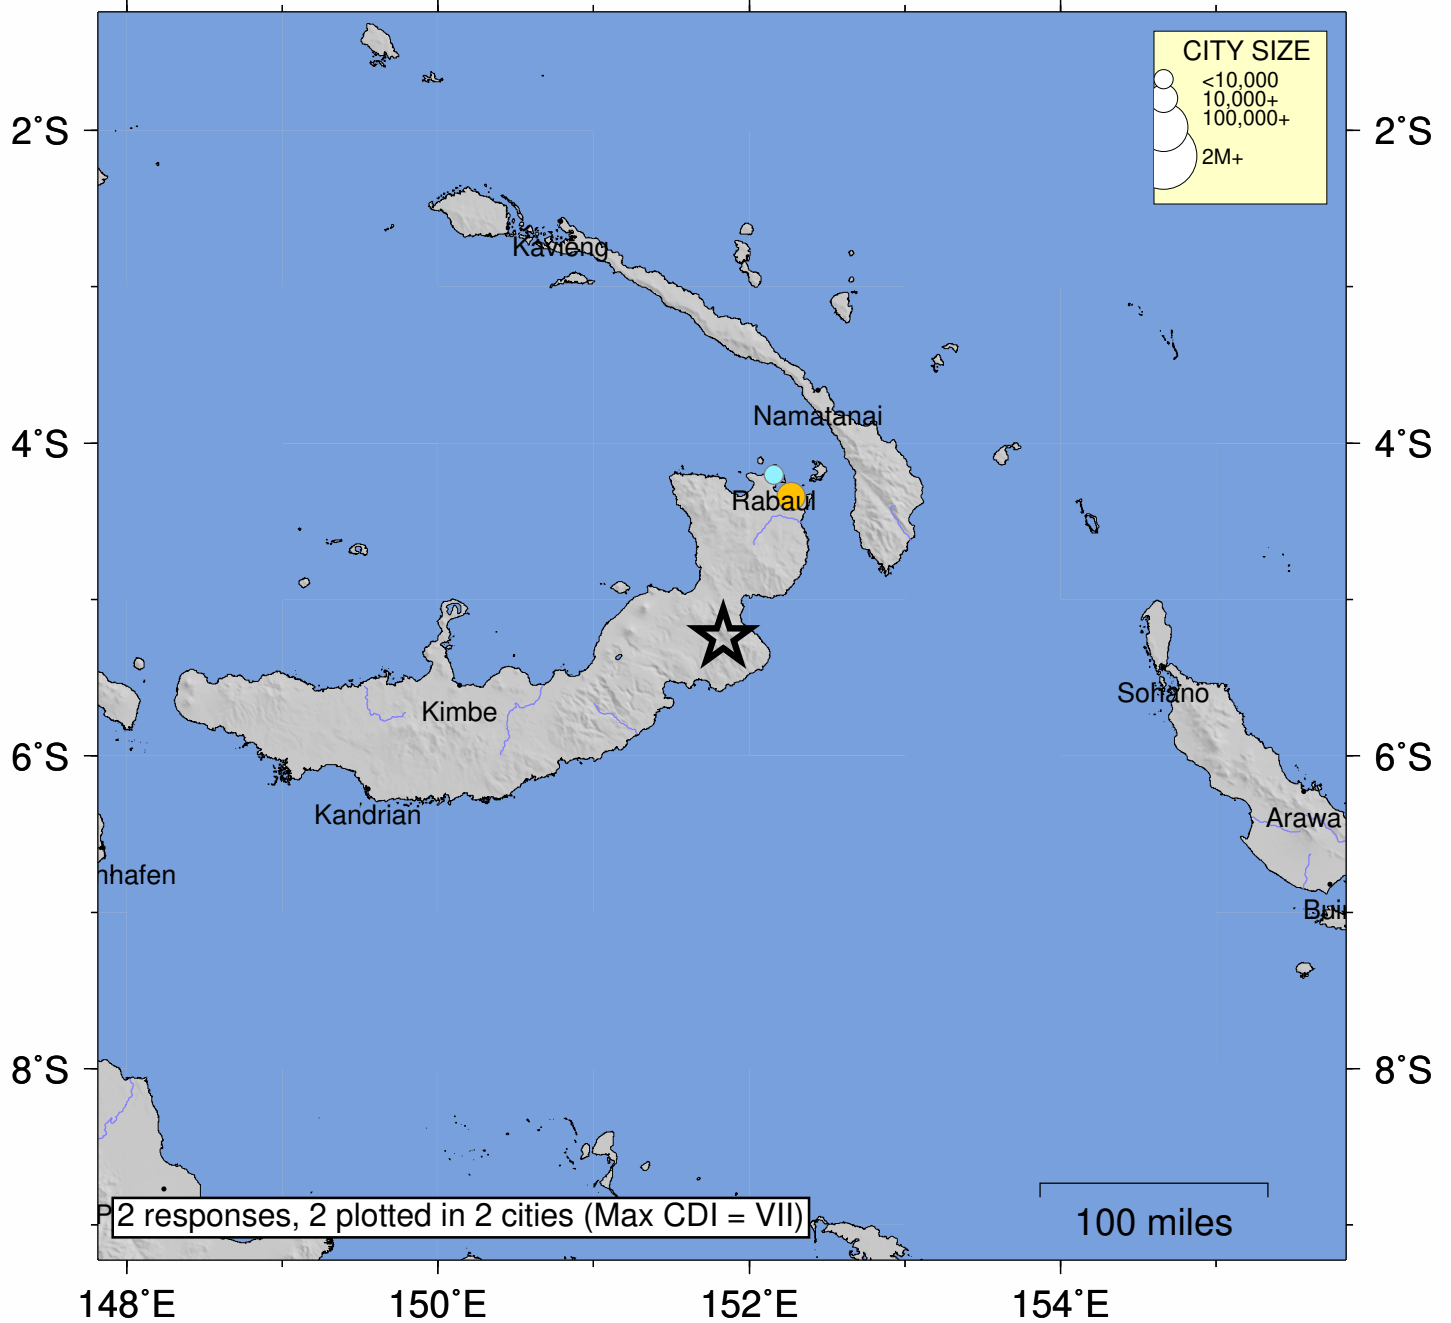 CITY SIZE
<10,000
10,000+
100,000+
2M+
2˚S
2˚S
Kavieng
Namatanai
4˚S
4˚S
Rabaul
Sohano
Kimbe
6˚S
6˚S
Kandrian
Arawa
nhafen
Buin
8˚S
8˚S
P
2 responses, 2 plotted in 2 cities (Max CDI = VII)
100 miles
148˚E
150˚E
152˚E
154˚E